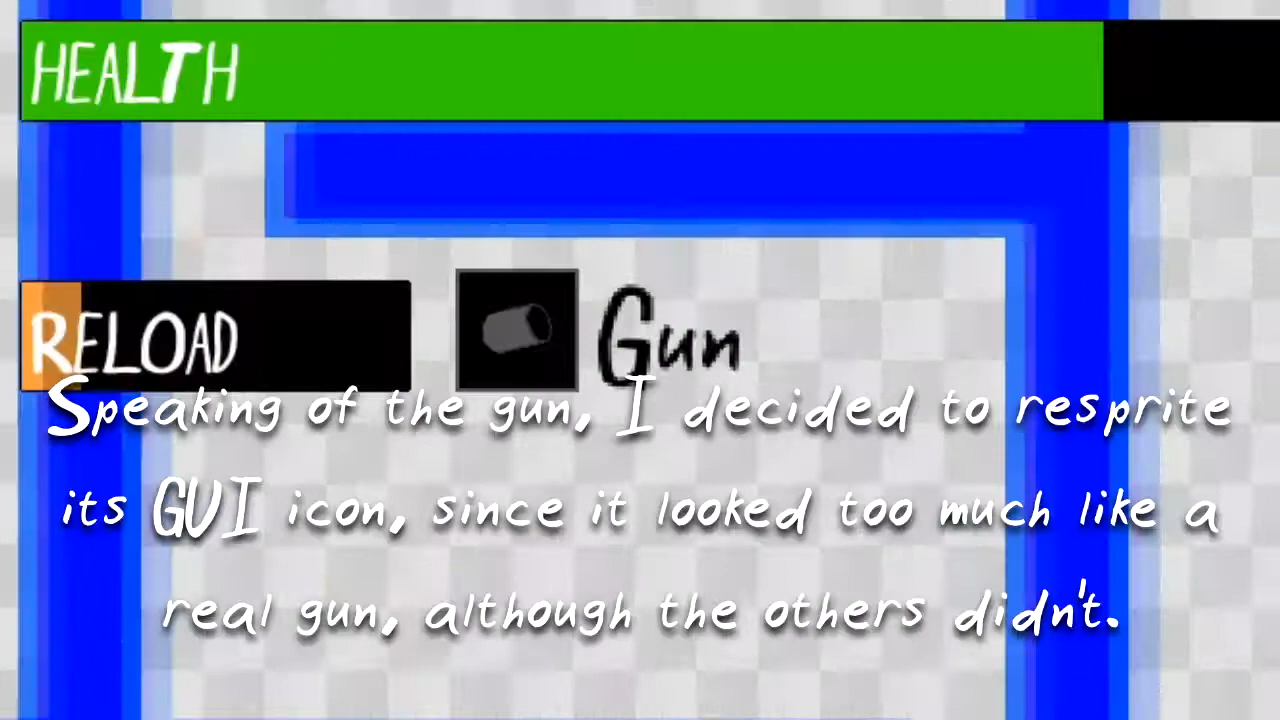 HEALTH
RELOAD
Gun
Speaking of the gun, I decided to resprite
its GUI icon, since it looked too much like a
real gun, although the others didn't.